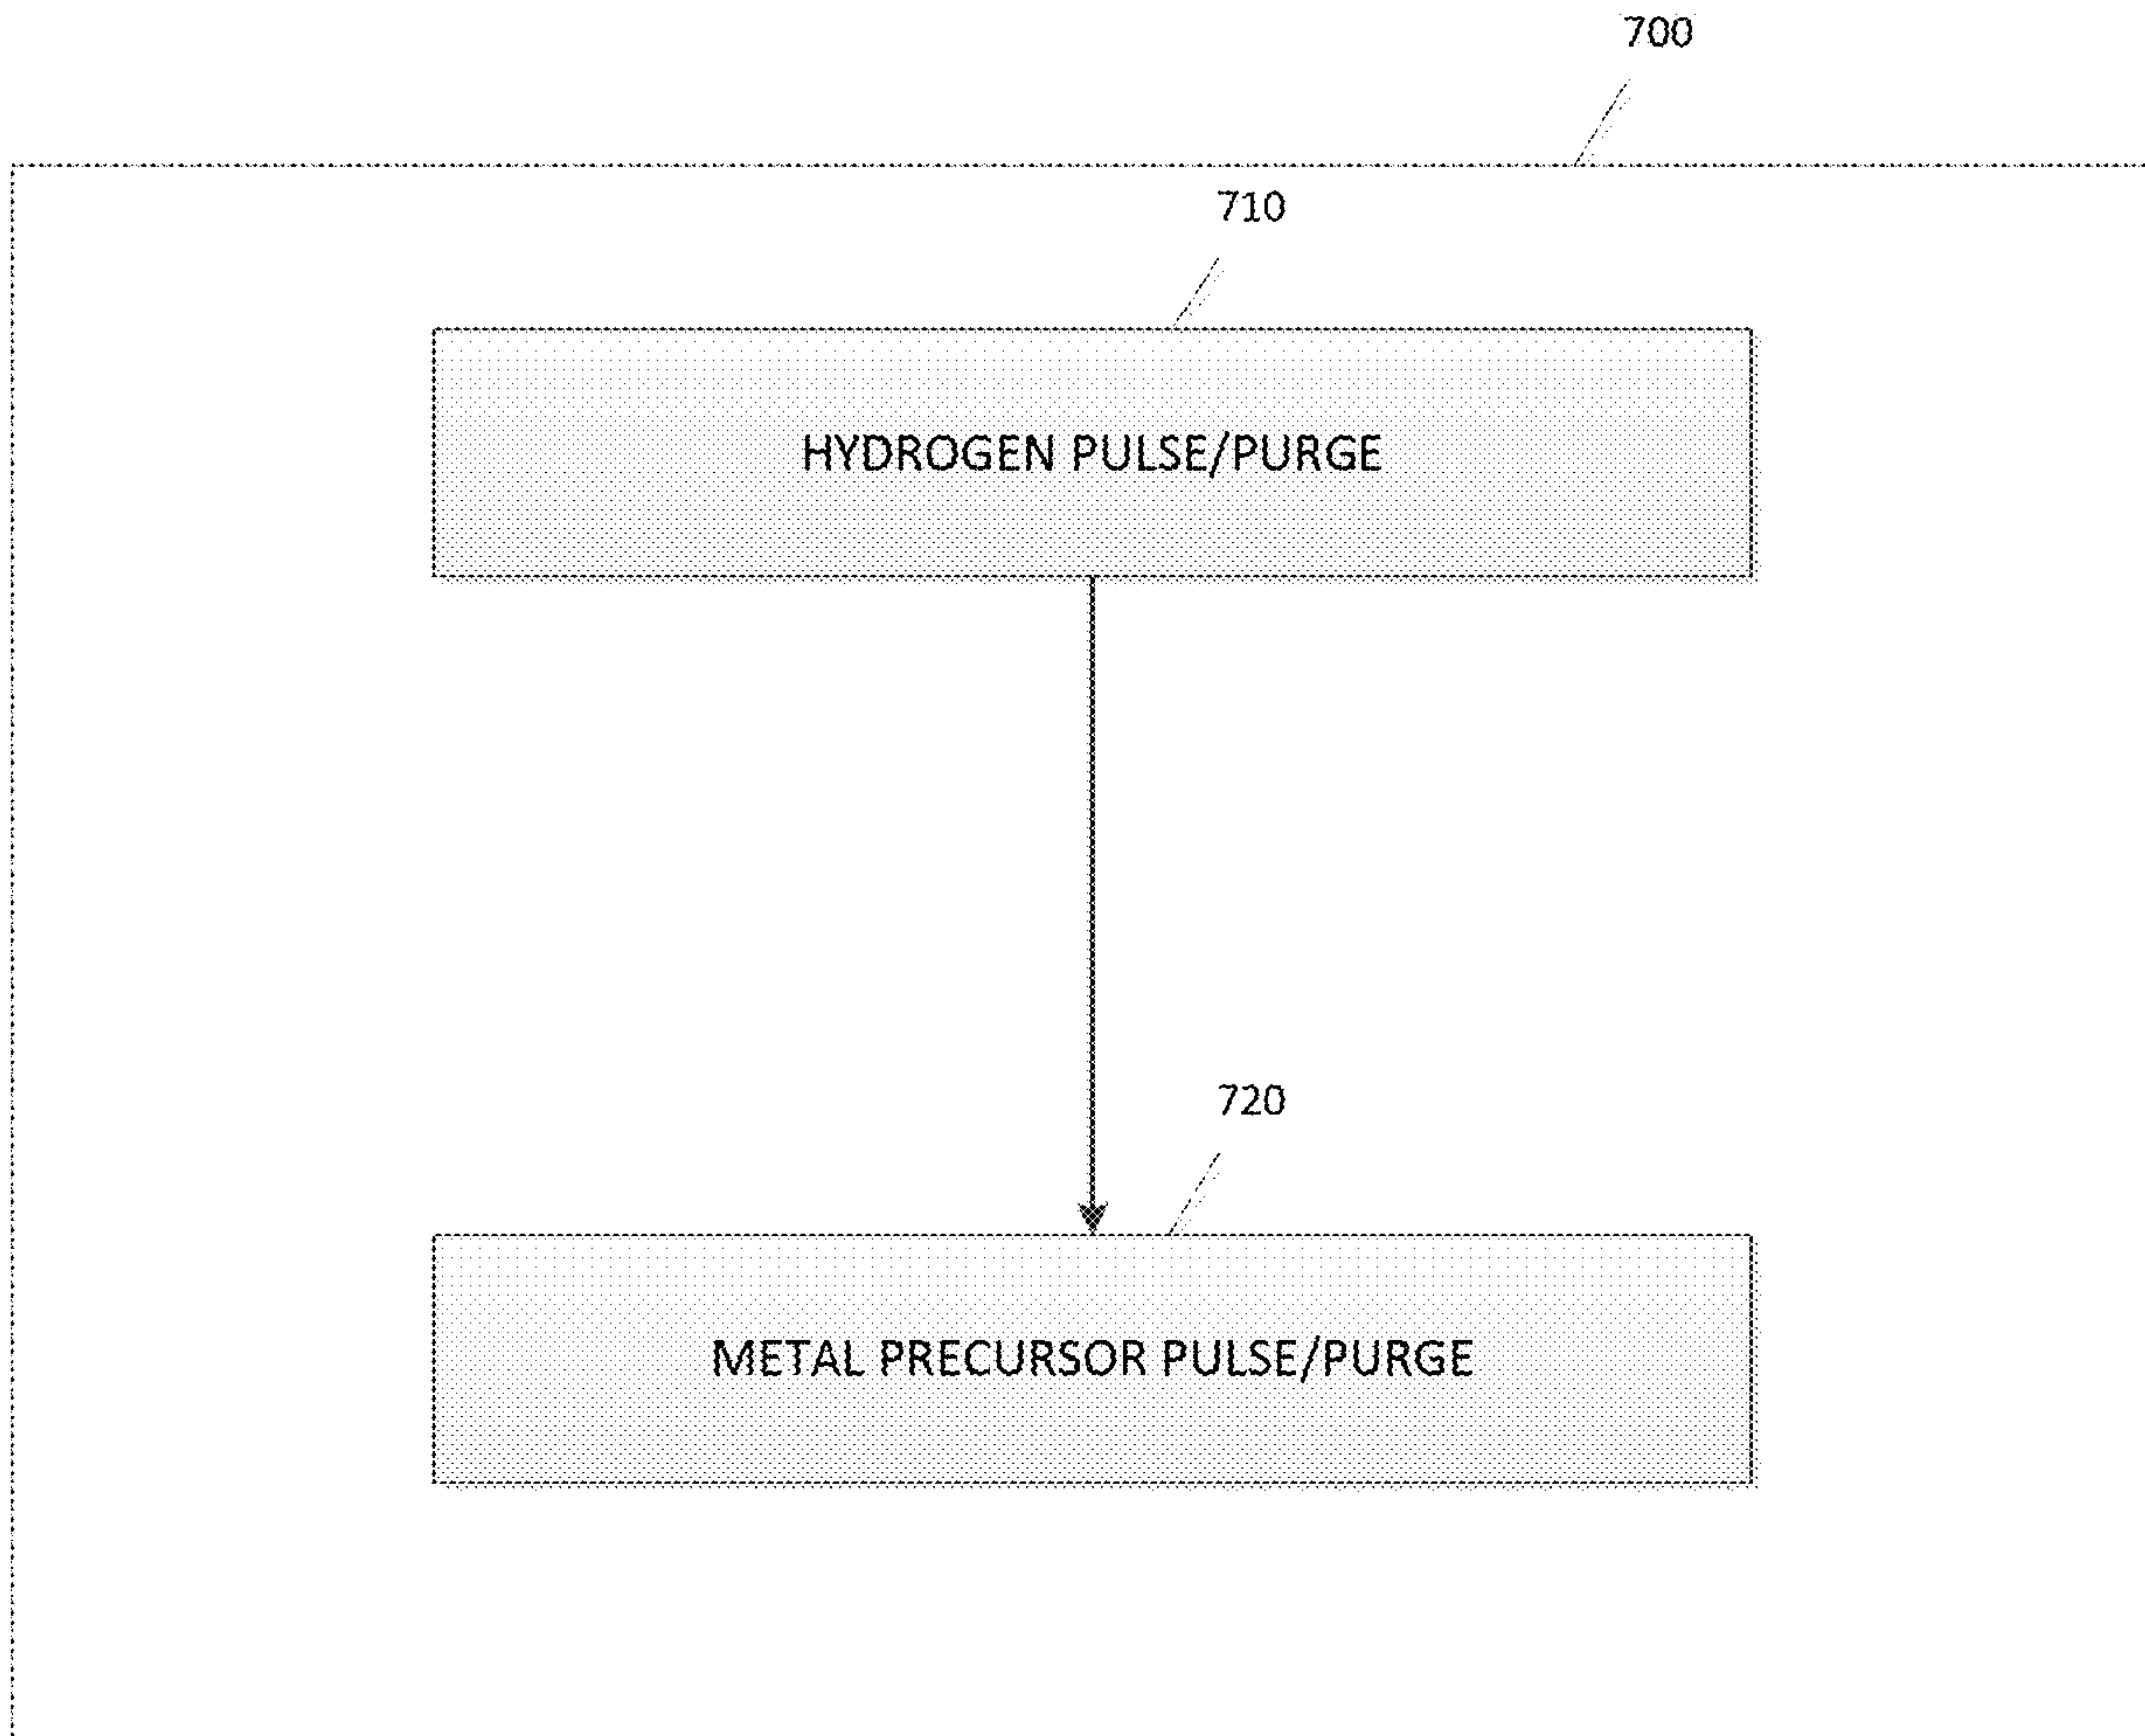 700
710
HYDROGEN PULSE/PURGE
720
METAL PRECURSOR PULSE/PURGE